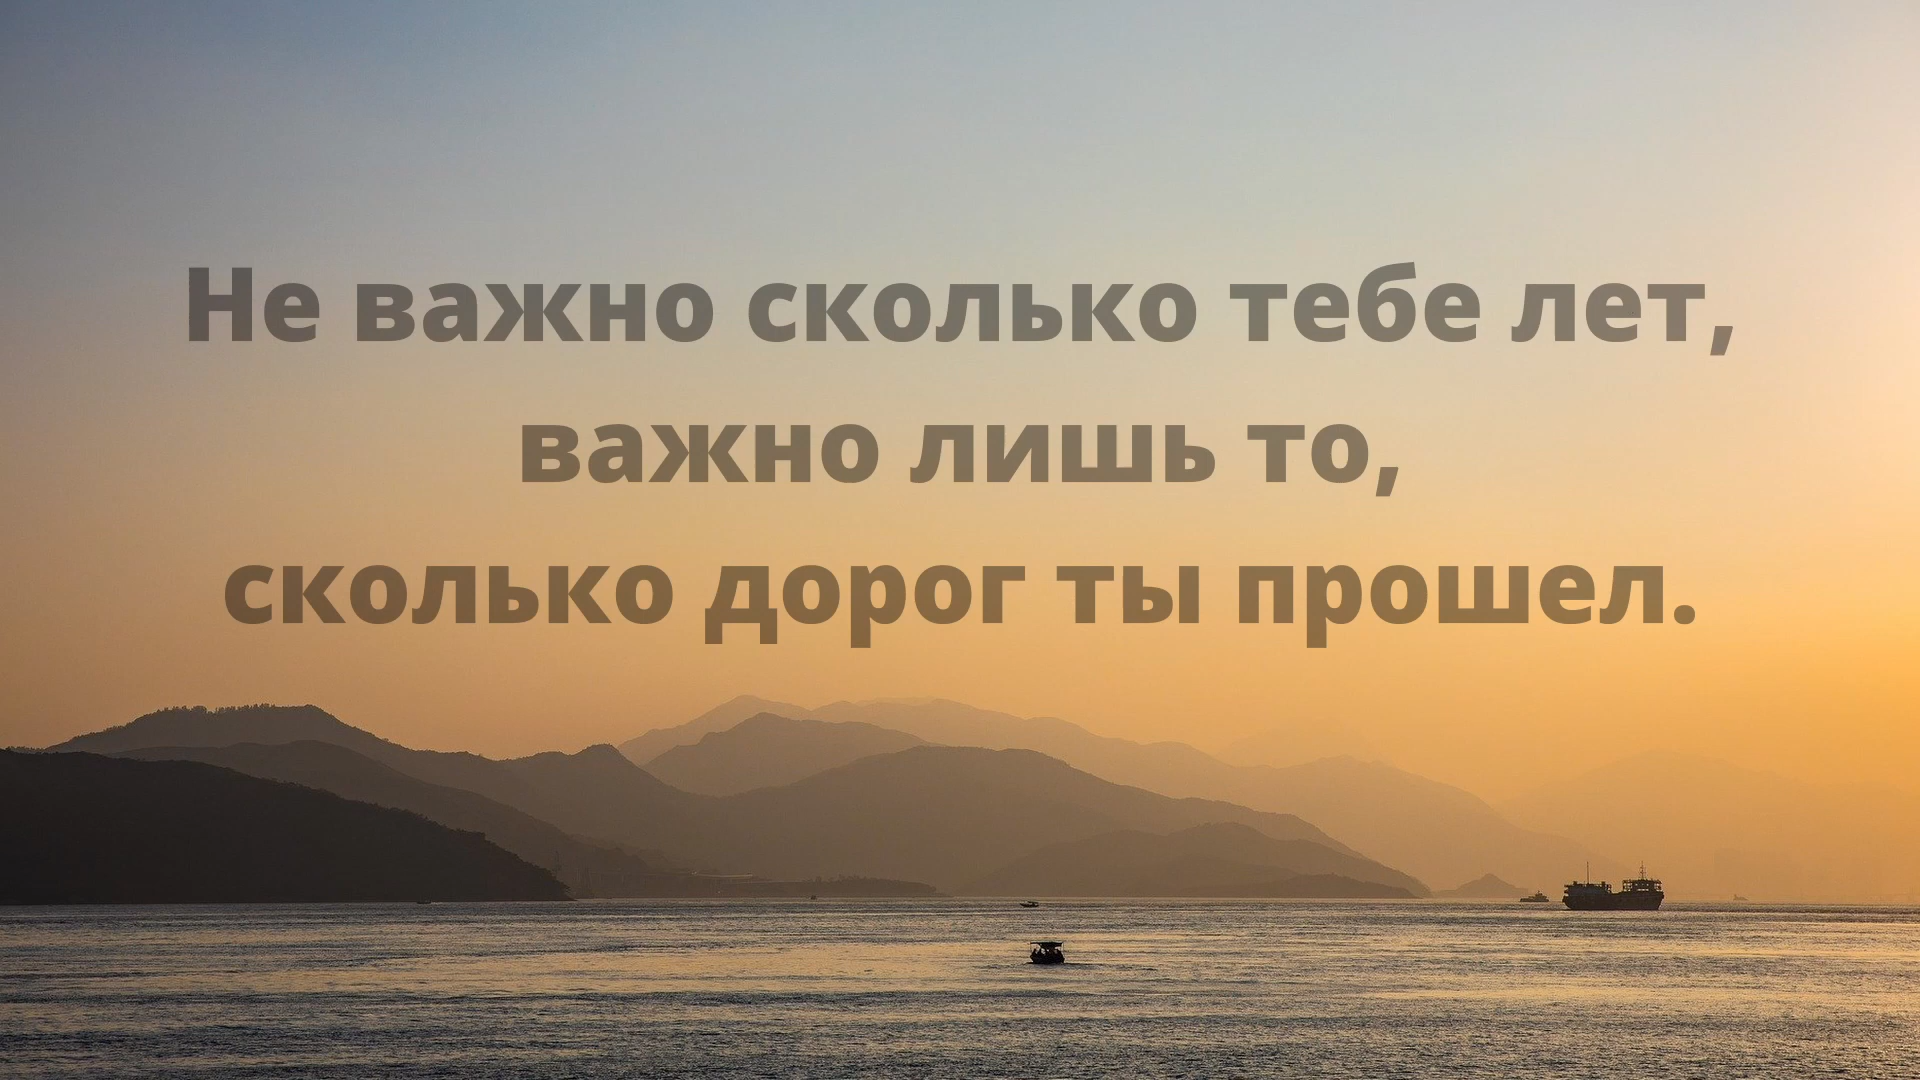 Не важно сколько тебе лет,
важно лишь то,
сколько дорог ты прошел.